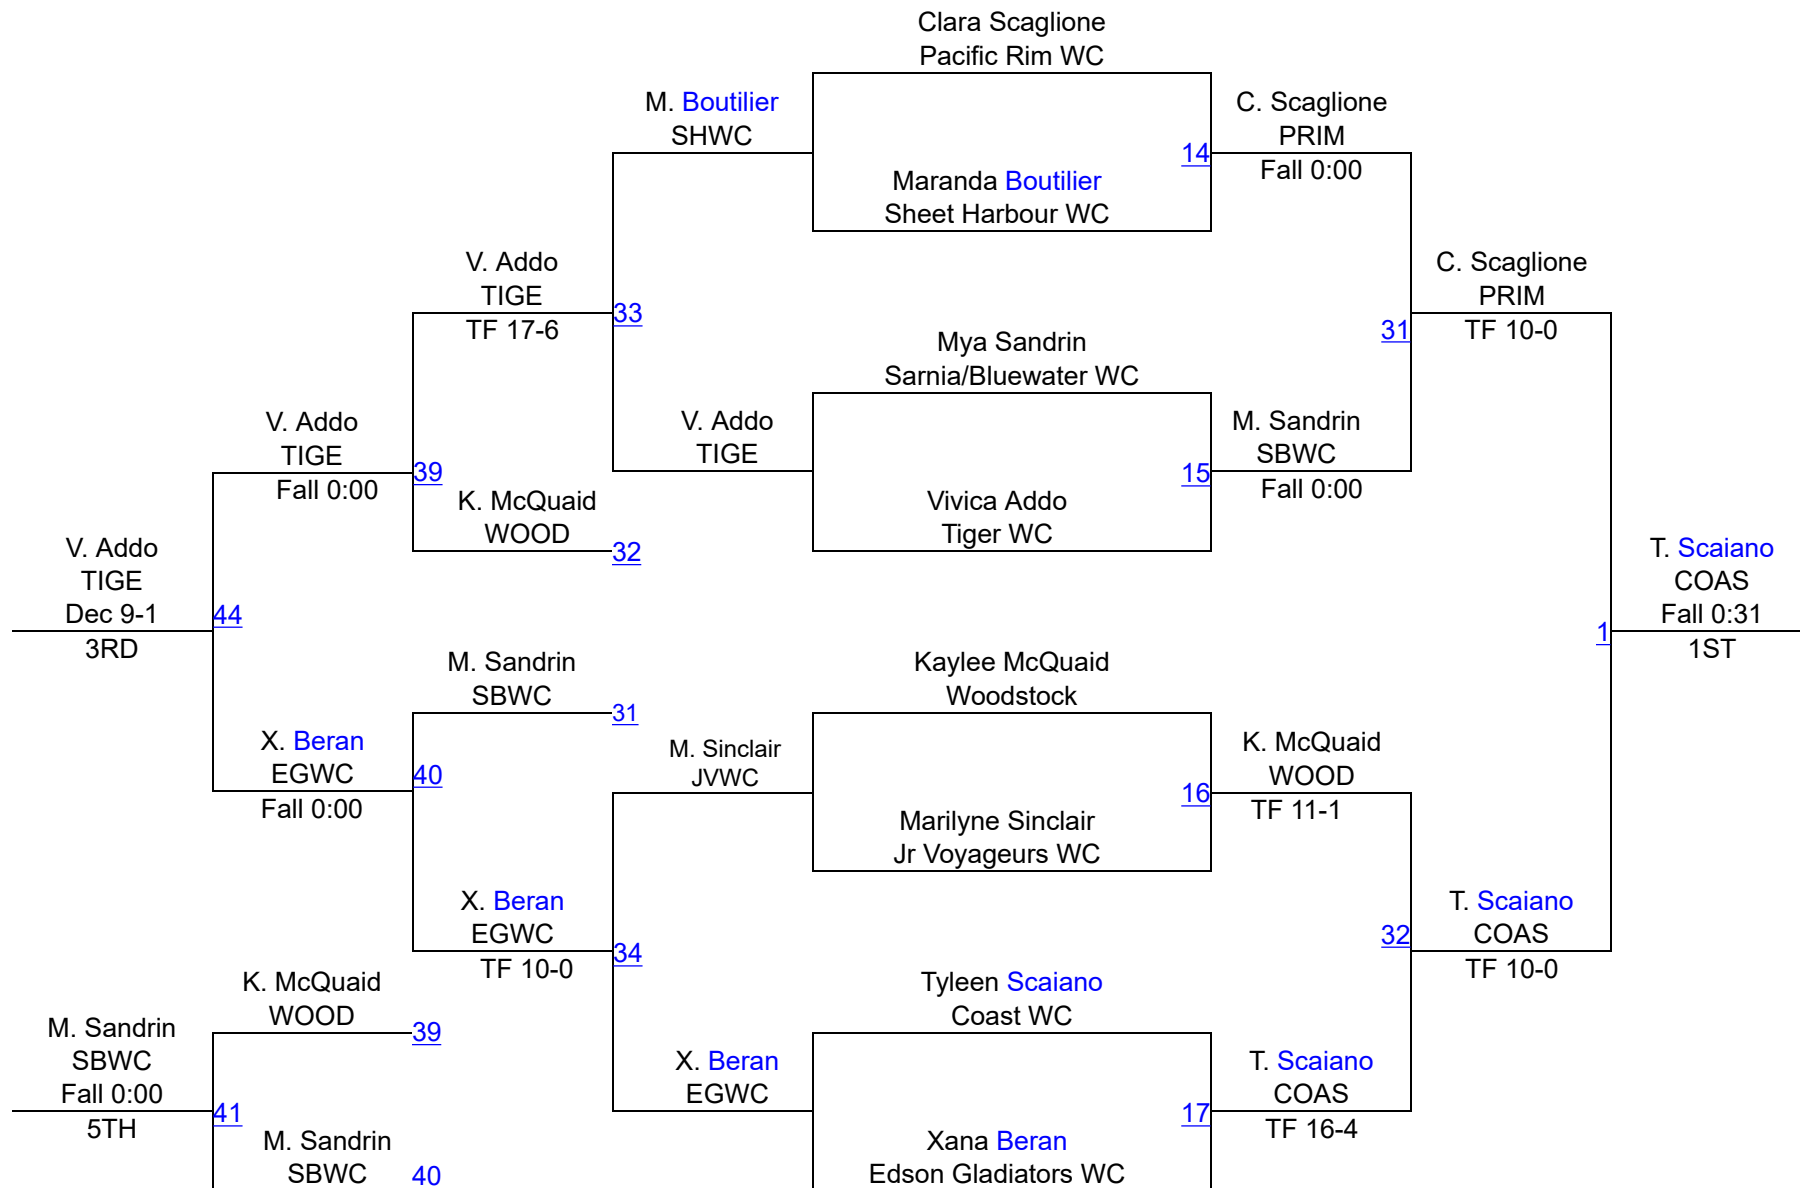 Clara Scaglione
Pacific Rim WC
M. Boutilier
SHWC
C. Scaglione
PRIM
14
Fall 0:00
Maranda Boutilier
Sheet Harbour WC
V. Addo
TIGE
33
TF 17-6
C. Scaglione
PRIM
31
TF 10-0
Mya Sandrin
Sarnia/Bluewater WC
V. Addo
TIGE
39
Fall 0:00
V. Addo
TIGE
M. Sandrin
SBWC
15
Fall 0:00
K. McQuaid
WOOD
32
Vivica Addo
Tiger WC
V. Addo
TIGE
Dec 9-1
44
3RD
T. Scaiano
COAS
Fall 0:31
1
1ST
M. Sandrin
SBWC
31
Kaylee McQuaid
Woodstock
X. Beran
EGWC
40
Fall 0:00
M. Sinclair
JVWC
K. McQuaid
WOOD
16
TF 11-1
Marilyne Sinclair
Jr Voyageurs WC
X. Beran
EGWC
34
TF 10-0
T. Scaiano
COAS
32
TF 10-0
K. McQuaid
WOOD
39
Tyleen Scaiano
Coast WC
M. Sandrin
SBWC
Fall 0:00
41
5TH
X. Beran
EGWC
T. Scaiano
COAS
17
TF 16-4
M. Sandrin
SBWC
40
Xana Beran
Edson Gladiators WC